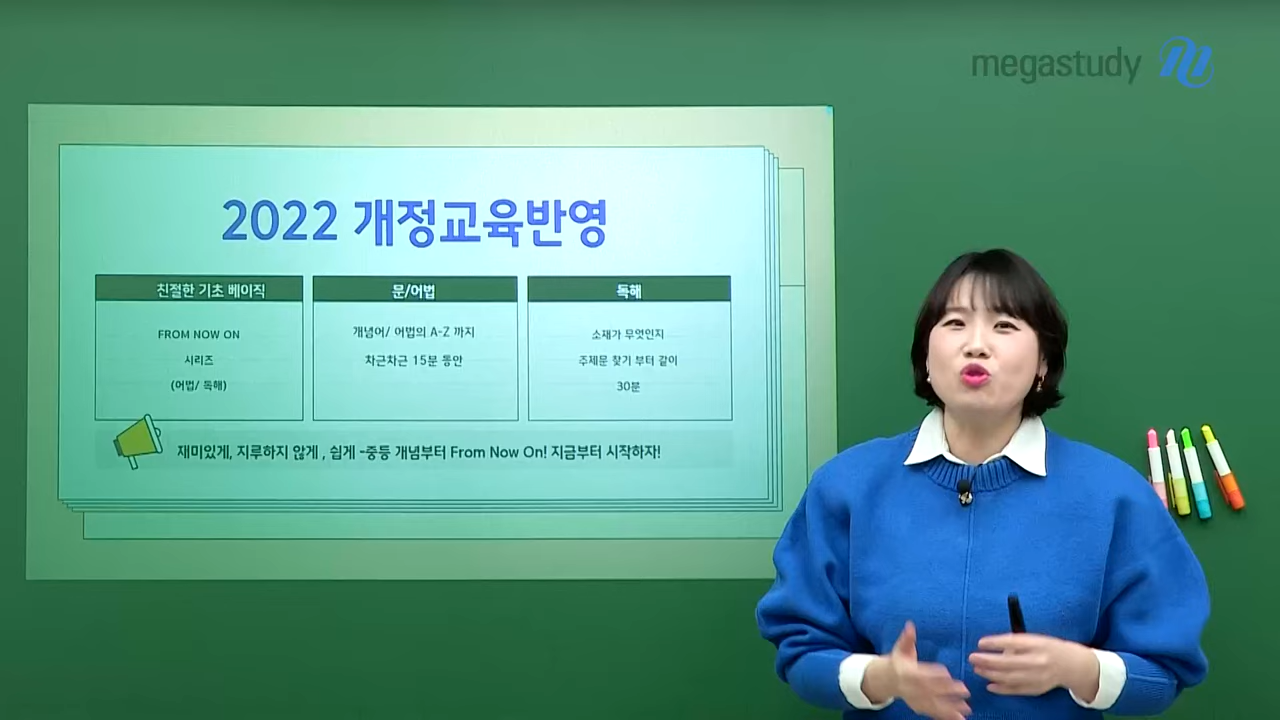 megastudy
2022 개정교육반영
친절한 기초 베이직
FROM NOW ON
시리즈
(어법/ 독해)
문/어법
개념어/ 어법의 A-Z 까지
차근차근 15분 동안
독해
소재가 무엇인지
주제문 찾기 부터 같이
30분
재미있게, 지루하지 않게 , 쉽게 -중등 개념부터 From Now On! 지금부터 시작하자!